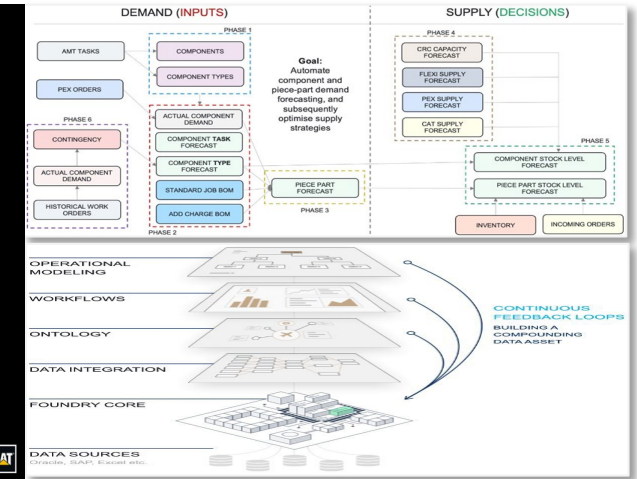 DEMAND (INPUTS)
SUPPLY (DECISIONS)
PHASE 1
AMT TASKS
COMPONENTS
COMPONENT TYPES
PEX ORDERS
Goal:
Automate
component and
piece-part demand
forecasting, and
subsequently
optimise supply
strategies
PHASE 4
CRC CAPACITY
FORECAST
FLEXI SUPPLY
FORECAST
PEX SUPPLY
FORECAST
CAT SUPPLY
FORECAST
PHASE 6
CONTINGENCY
ACTUAL COMPONENT
DEMAND
HISTORICAL WORK
ORDERS
ACTUAL COMPONENT
DEMAND
COMPONENT TASK
FORECAST
COMPONENT TYPE
FORECAST
STANDARD JOB BOM
ADD CHARGE BOM
PHASE 2
PIECE PART
FORECAST
PHASE 3
PHASE 5
COMPONENT STOCK LEVEL
FORECAST
PIECE PART STOCK LEVEL
FORECAST
INVENTORY
INCOMING ORDERS
OPERATIONAL
MODELING
WORKFLOWS
ONTOLOGY
DATA INTEGRATION
FOUNDRY CORE
DATA SOURCES
Oracle, SAP, Excel etc.
CONTINUOUS
FEEDBACK LOOPS
BUILDING A
COMPOUNDING
DATA ASSET